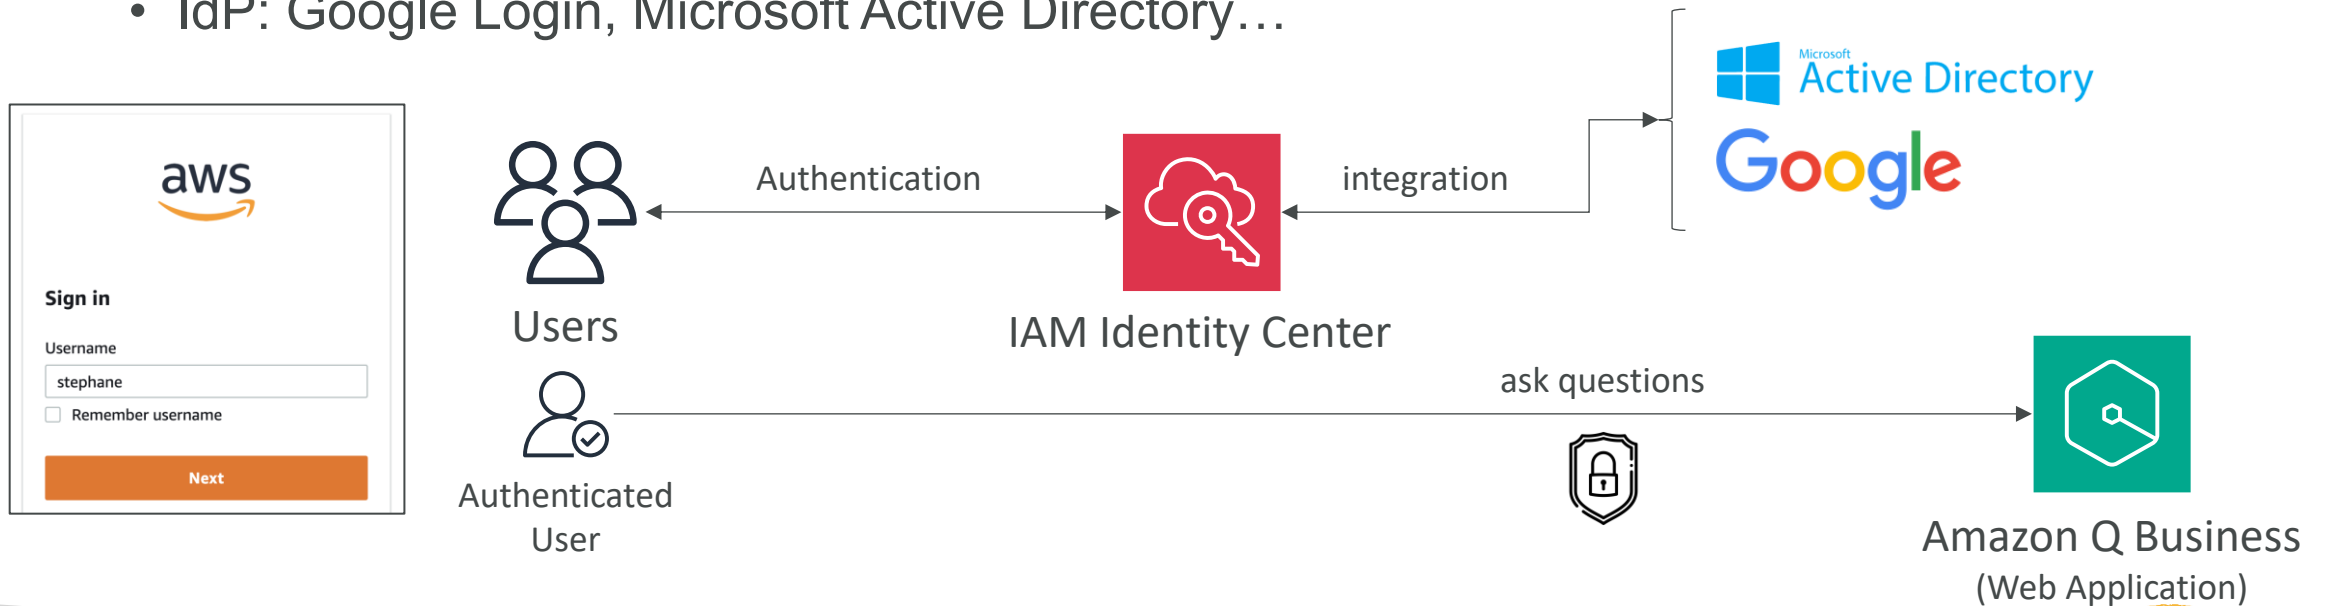 • IdP: Google Login, Microsoft Active Directory…
Microsoft
Active Directory
Google
aws
Sign in
Username
stephane
Remember username
Next
Users
Authentication
IAM Identity Center
integration
ask questions
Authenticated
User
Amazon Q Business
(Web Application)